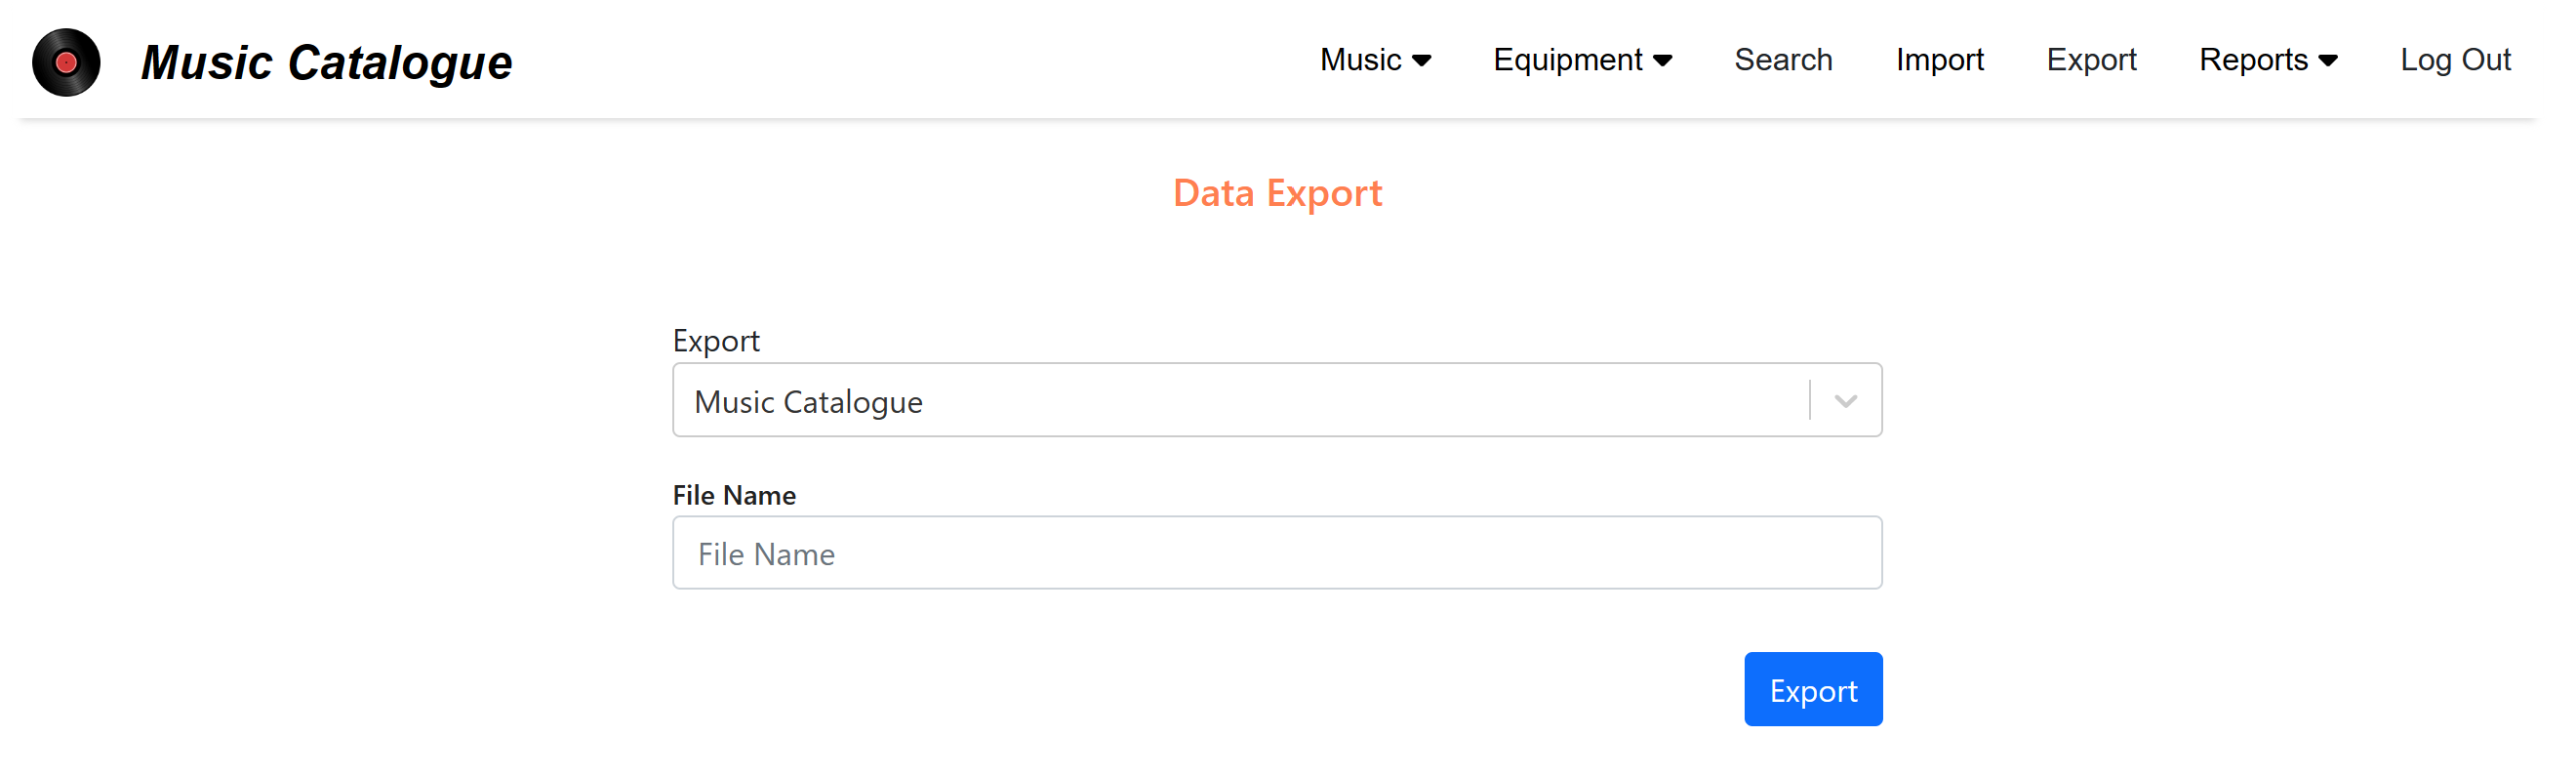 Music Catalogue Music Equipment Search Import Export Reports Log Out
Data Export
Export
Music Catalogue
File Name
File Name
Export